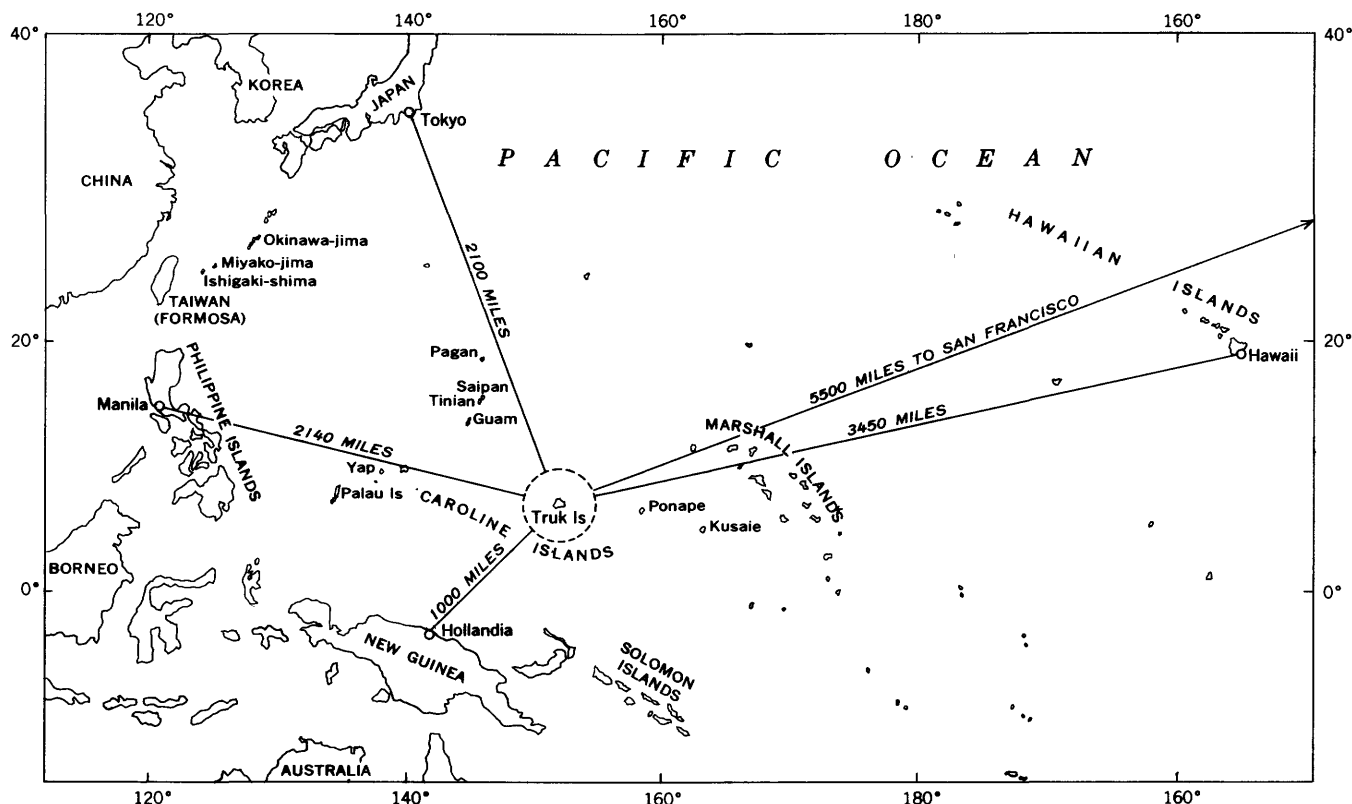 120° 140° 160° 180° 160°
40° 40°
KOREA
JAPAN
Tokyo
PACIFIC OCEAN
CHINA
HAWAIIAN
ISLANDS
Okinawa-jima
Miyako-jima
Ishigaki-shima
TAIWAN
(FORMOSA)
2100 MILES
5500 MILES TO SAN FRANCISCO
20° 20°
Pagan
Hawaii
Saipan
Tinian
Guam
PHILIPPINE ISLANDS
Manila
2140 MILES
3450 MILES
MARSHALL ISLANDS
Yap
Palau Is
CAROLINE
ISLANDS
Truk Is
Ponape
Kusaie
BORNEO
0° 0°
1000 MILES
Hollandia
NEW GUINEA
SOLOMON
ISLANDS
AUSTRALIA
120° 140° 160° 180° 160°